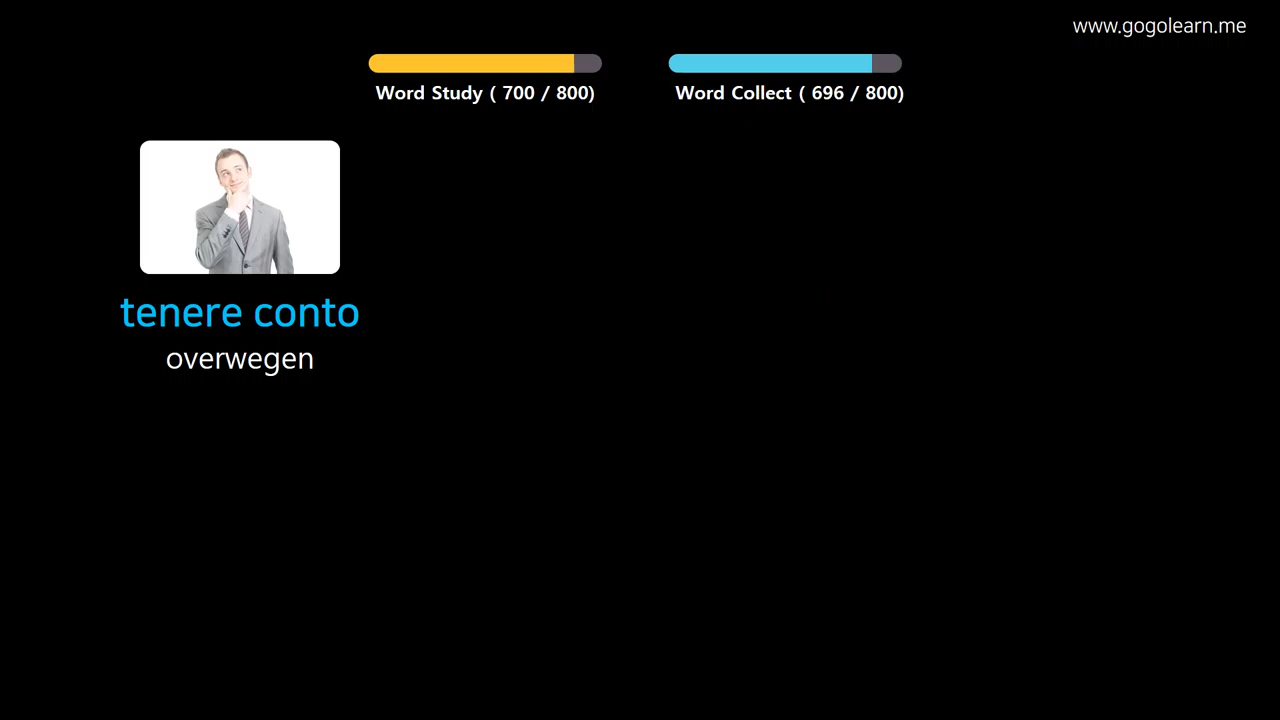 www.gogolearn.me
Word Study ( 700 / 800)
Word Collect ( 696 / 800)
tenere conto
overwegen